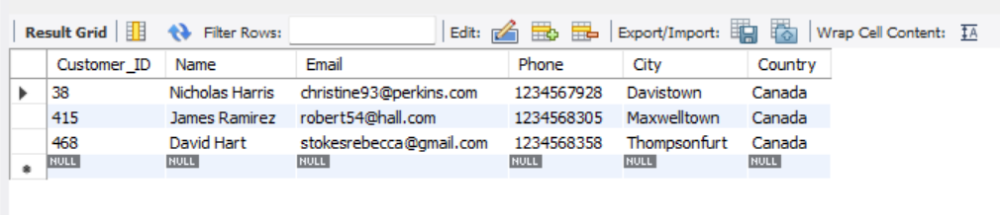 Result Grid Filter Rows: Edit: Export/Import: Wrap Cell Content: IA
Customer_ID Name Email Phone City Country
38 Nicholas Harris christine93@perkins.com 1234567928 Davistown Canada
415 James Ramirez robert54@hall.com 1234568305 Maxwelltown Canada
468 David Hart stokesrebecca@gmail.com 1234568358 Thompsonfurt Canada
NULL NULL NULL NULL NULL NULL